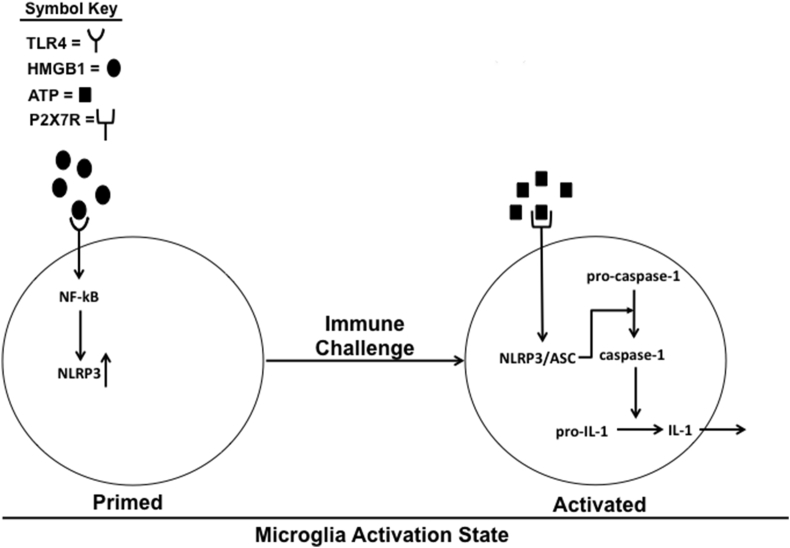 Symbol Key
TLR4 =
HMGB1 =
ATP =
P2X7R =
NF-kB
NLRP3
Primed
Immune
Challenge
pro-caspase-1
NLRP3/ASC
caspase-1
pro-IL-1
IL-1
Activated
Microglia Activation State